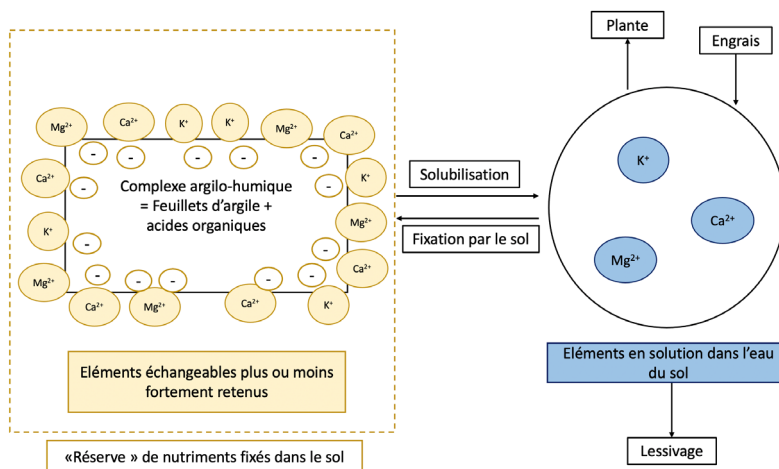 Plante
Engrais
Mg²⁺
Ca²⁺
K⁺
K⁺
Mg²⁺
Ca²⁺
-
-
-
-
-
Ca²⁺
-
Complexe argilo-humique
= Feuillets d'argile +
acides organiques
-
K⁺
Solubilisation
K⁺
Ca²⁺
K⁺
-
-
Mg²⁺
Fixation par le sol
Mg²⁺
Mg²⁺
-
-
-
-
Ca²⁺
Ca²⁺
Mg²⁺
Ca²⁺
K⁺
Eléments échangeables plus ou moins
fortement retenus
Eléments en solution dans l'eau
du sol
«Réserve » de nutriments fixés dans le sol
Lessivage